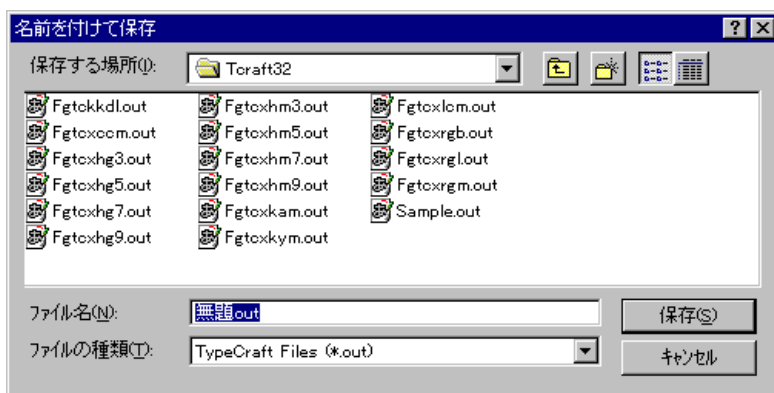 名前を付けて保存
保存する場所(I): Tcraft32
Fgtckkdl.out Fgtcxhm3.out Fgtcxlcm.out
Fgtcxccm.out Fgtcxhm5.out Fgtcxrgb.out
Fgtcxhg3.out Fgtcxhm7.out Fgtcxrgl.out
Fgtcxhg5.out Fgtcxhm9.out Fgtcxrgm.out
Fgtcxhg7.out Fgtcxkam.out Sample.out
Fgtcxhg9.out Fgtcxkym.out
ファイル名(N): 無題out 保存(S)
ファイルの種類(T): TypeCraft Files (*.out) キャンセル